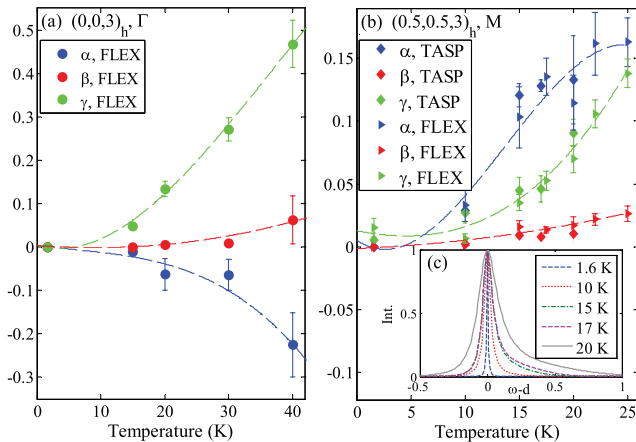 (a) (0,0,3)h, Γ
α, FLEX
β, FLEX
γ, FLEX
0.5
0.4
0.3
0.2
0.1
0
-0.1
-0.2
-0.3
0 10 20 30 40
Temperature (K)
(b) (0.5,0.5,3)h, M
α, TASP
β, TASP
γ, TASP
α, FLEX
β, FLEX
γ, FLEX
0.15
0.1
0.05
0
-0.05
-0.1
0 5 10 15 20 25
Temperature (K)
(c)
1.6 K
10 K
15 K
17 K
20 K
Int.
1
0.5
0
-0.5 0 0.5 1
ω-d